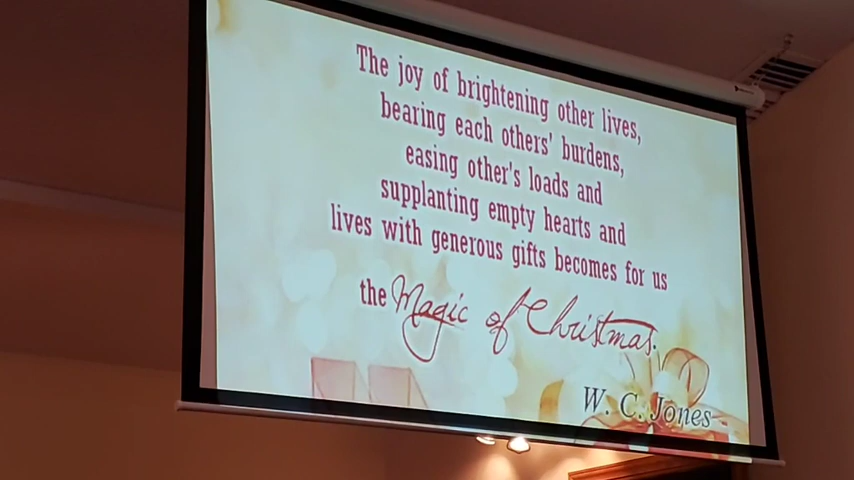 The joy of brightening other lives,
bearing each others' burdens,
easing other's loads and
supplanting empty hearts and
lives with generous gifts becomes for us
the Magic of Christmas.
W. C. Jones